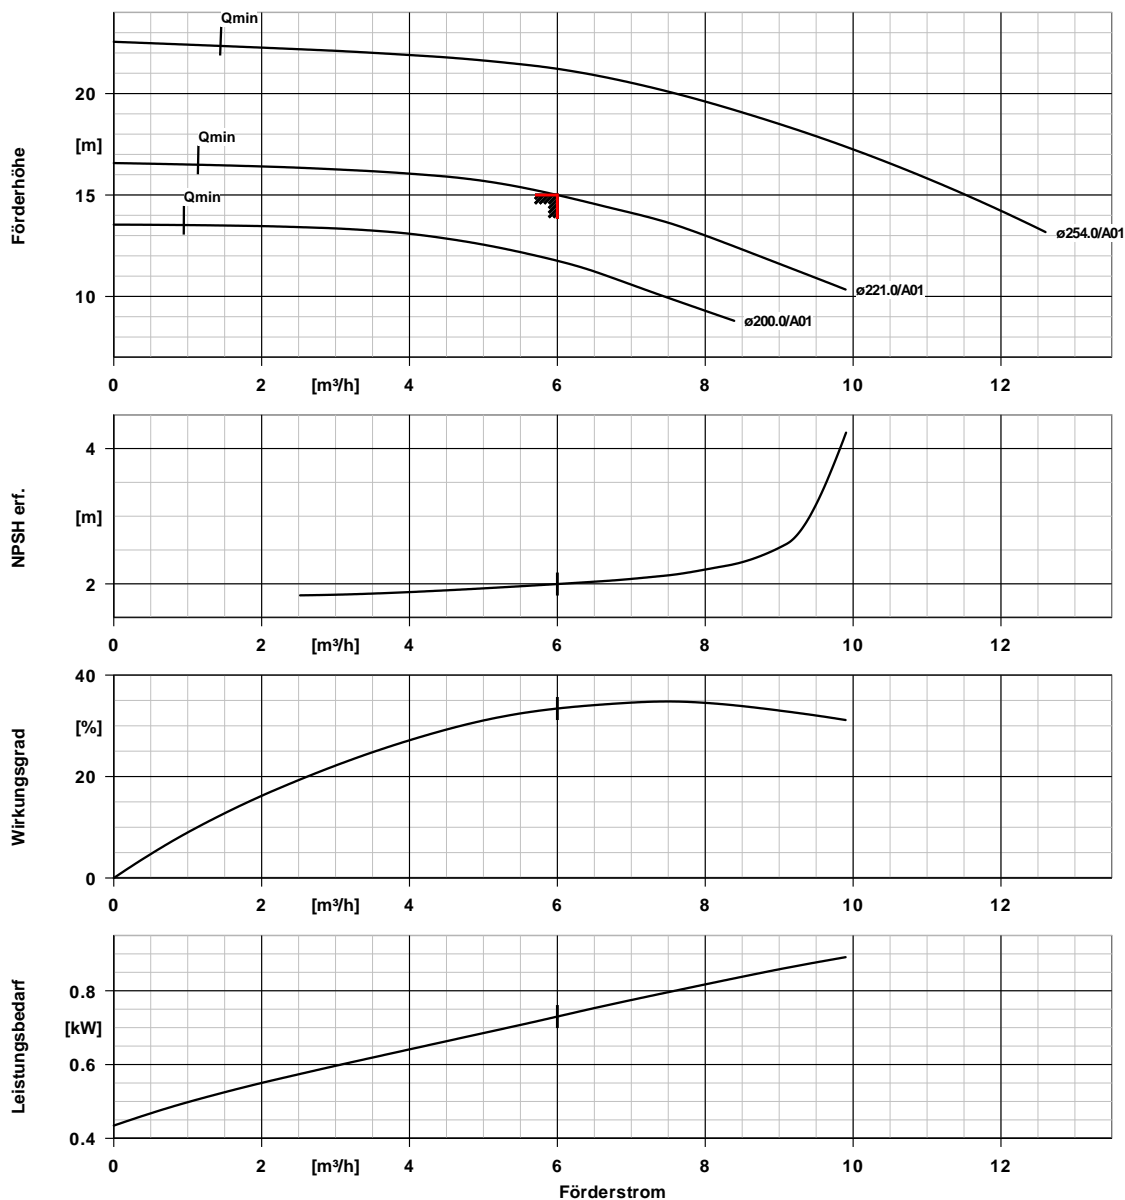 Qmin
20
[m]
Qmin
Förderhöhe
15
Qmin
ø254.0/A01
10
ø221.0/A01
ø200.0/A01
0 2 [m³/h] 4 6 8 10 12
4
NPSH erf.
[m]
2
0 2 [m³/h] 4 6 8 10 12
40
[%]
Wirkungsgrad
20
0
0 2 [m³/h] 4 6 8 10 12
0.8
Leistungsbedarf
[kW]
0.6
0.4
0 2 [m³/h] 4 6 8 10 12
Förderstrom